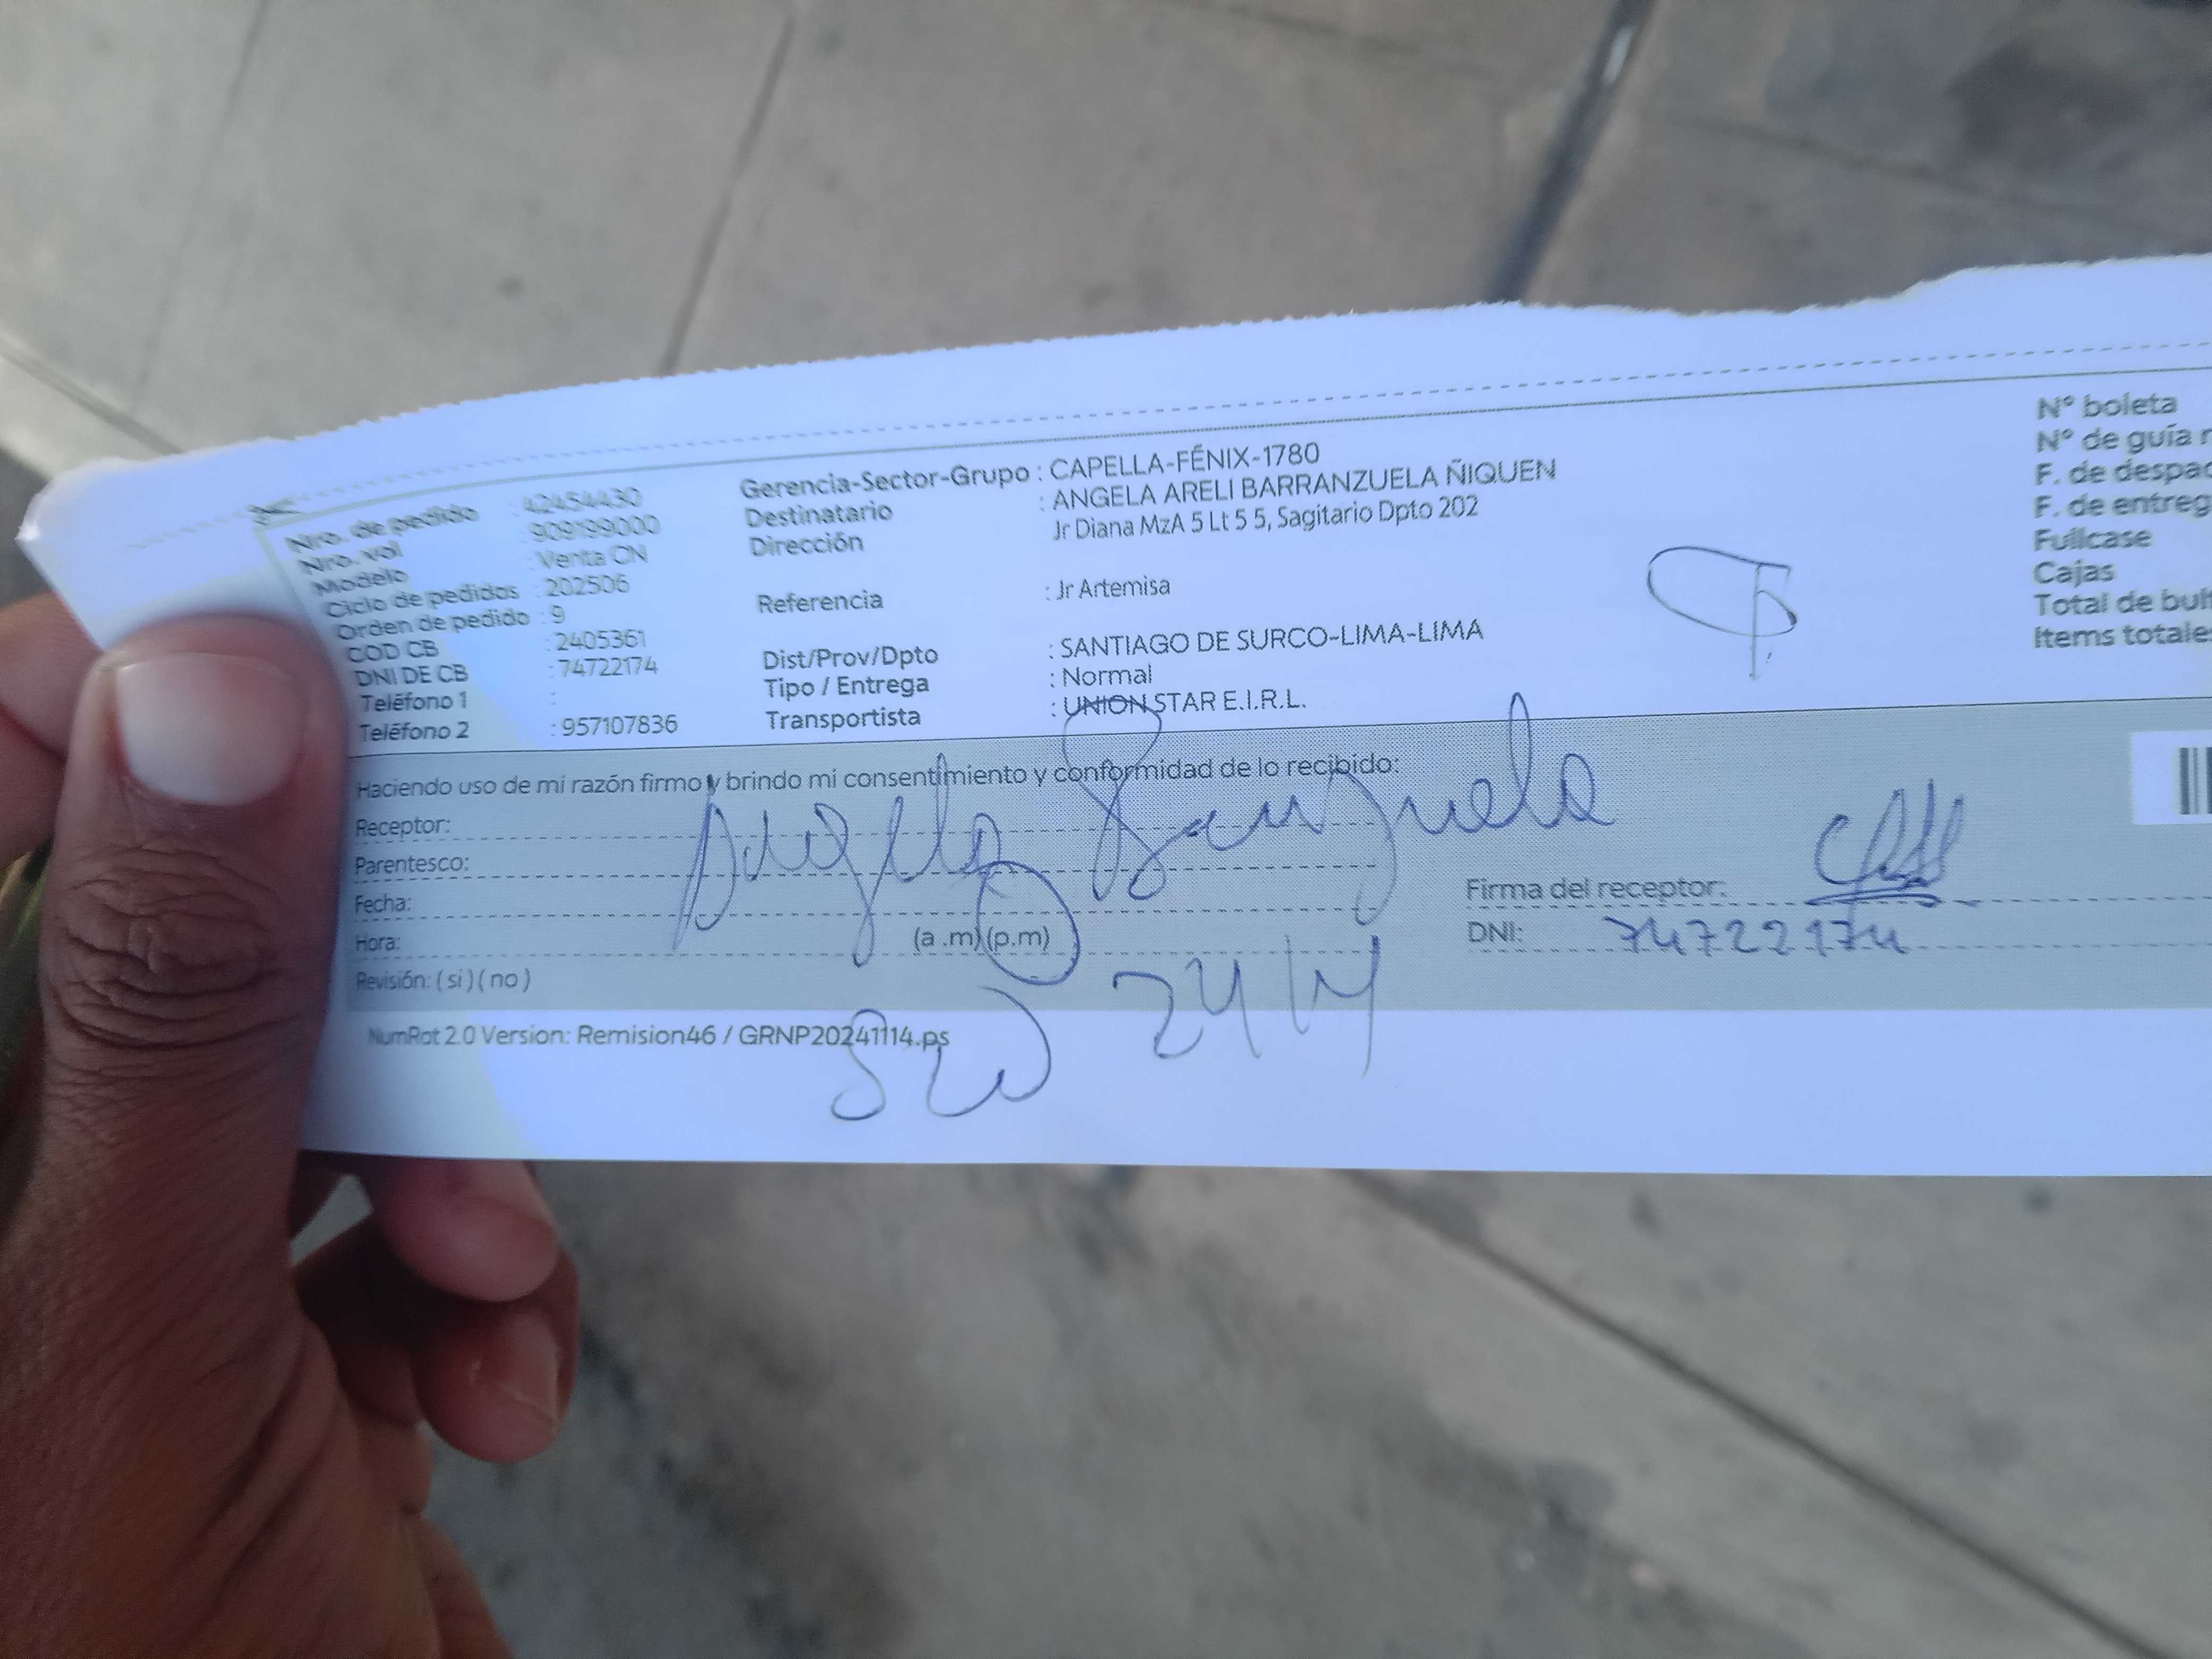 Nro. de pedido : 42454430
Nro. vol : 909199000
Modelo : Venta CN
Ciclo de pedidos : 202506
Orden de pedido : 9
COD CB : 2405361
DNI DE CB : 74722174
Teléfono 1 :
Teléfono 2 : 957107836
Gerencia-Sector-Grupo : CAPELLA-FÉNIX-1780
Destinatario : ANGELA ARELI BARRANZUELA ÑIQUEN
Dirección Jr Diana MzA 5 Lt 5 5, Sagitario Dpto 202
Referencia : Jr Artemisa
Dist/Prov/Dpto : SANTIAGO DE SURCO-LIMA-LIMA
Tipo / Entrega : Normal
Transportista : UNION STAR E.I.R.L.
N° boleta
N° de guía r
F. de despac
F. de entreg
Fullcase
Cajas
Total de bult
Items totale
Haciendo uso de mi razón firmo y brindo mi consentimiento y conformidad de lo recibido:
Receptor:
Parentesco:
Fecha:
Hora: (a .m) (p.m)
Revisión: ( si ) ( no )
Firma del receptor:
DNI: 74722174
NumRot 2.0 Version: Remision46 / GRNP20241114.ps